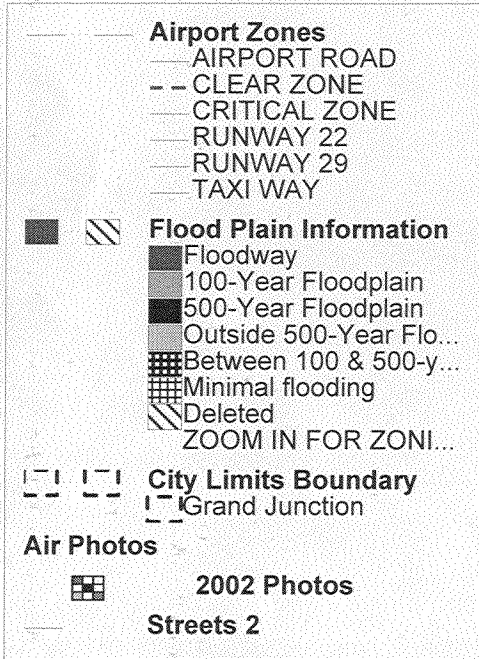 Airport Zones
AIRPORT ROAD
CLEAR ZONE
CRITICAL ZONE
RUNWAY 22
RUNWAY 29
TAXI WAY
Flood Plain Information
Floodway
100-Year Floodplain
500-Year Floodplain
Outside 500-Year Flo...
Between 100 & 500-y...
Minimal flooding
Deleted
ZOOM IN FOR ZONI...
City Limits Boundary
Grand Junction
Air Photos
2002 Photos
Streets 2